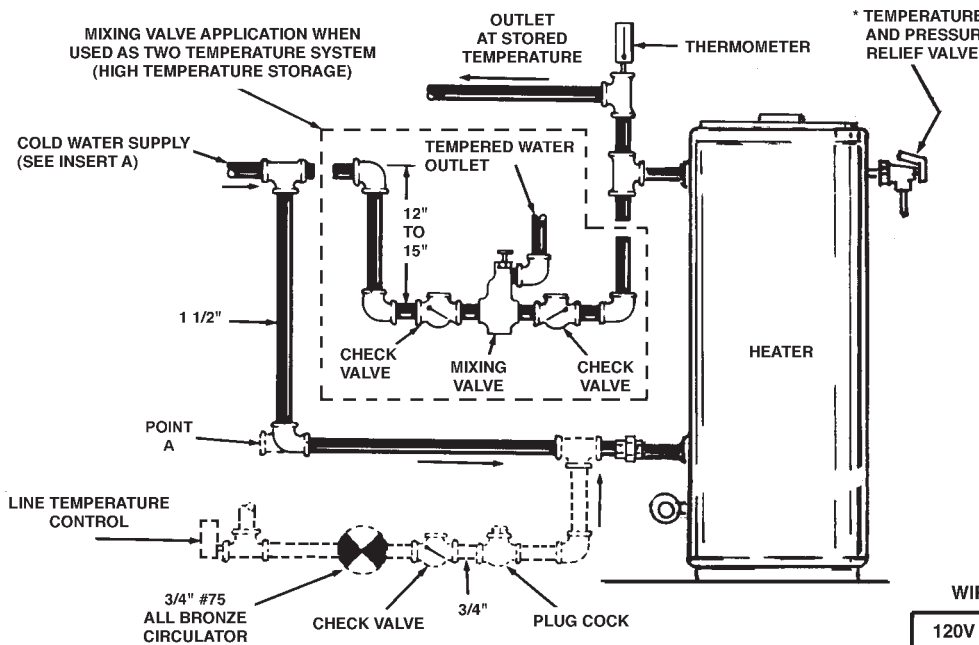 MIXING VALVE APPLICATION WHEN
USED AS TWO TEMPERATURE SYSTEM
(HIGH TEMPERATURE STORAGE)
OUTLET
AT STORED
TEMPERATURE
THERMOMETER
* TEMPERATURE
AND PRESSUR
RELIEF VALVE
COLD WATER SUPPLY
(SEE INSERT A)
TEMPERED WATER
OUTLET
12"
TO
15"
1 1/2"
CHECK
VALVE
MIXING
VALVE
CHECK
VALVE
HEATER
POINT
A
LINE TEMPERATURE
CONTROL
3/4" #75
ALL BRONZE
CIRCULATOR
CHECK VALVE
3/4"
PLUG COCK
WIR
120V